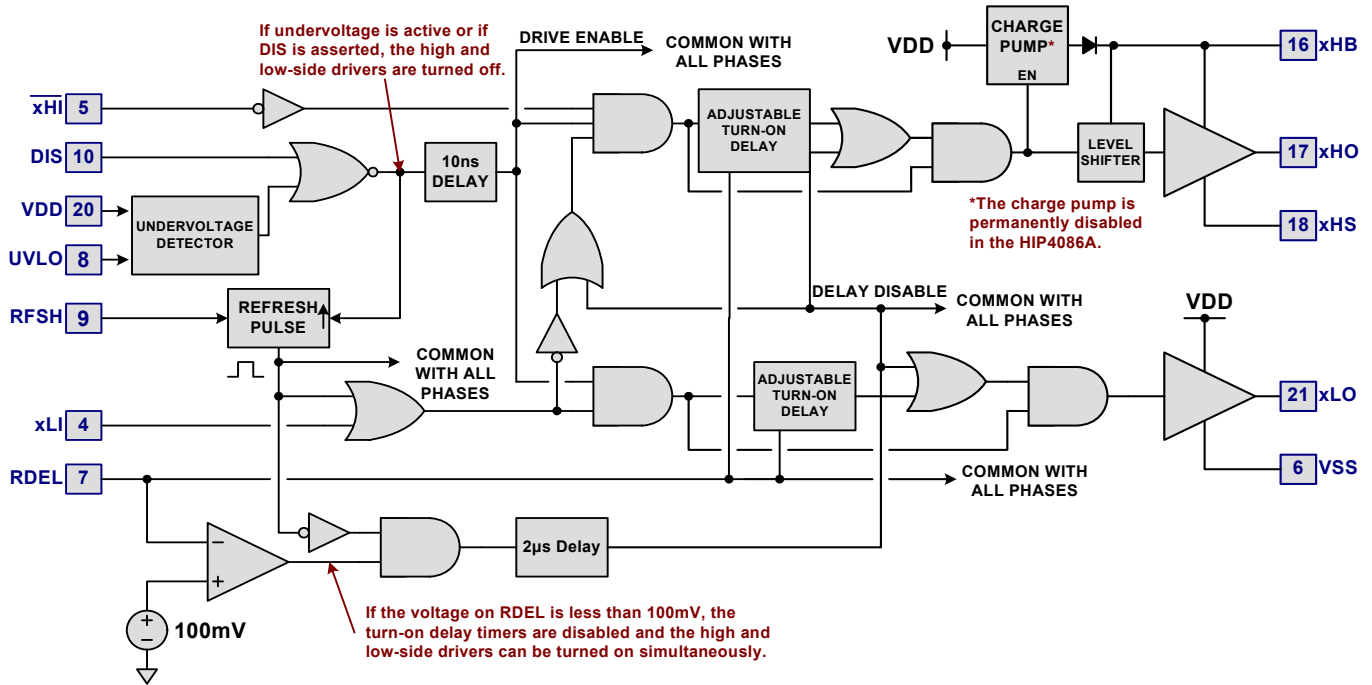 If undervoltage is active or if
DIS is asserted, the high and
low-side drivers are turned off.
DRIVE ENABLE
COMMON WITH
ALL PHASES
VDD
CHARGE
PUMP*
EN
16 xHB
xHI 5
DIS 10
10ns
DELAY
ADJUSTABLE
TURN-ON
DELAY
LEVEL
SHIFTER
17 xHO
VDD 20
UVLO 8
UNDERVOLTAGE
DETECTOR
*The charge pump is
permanently disabled
in the HIP4086A.
18 xHS
RFSH 9
REFRESH
PULSE
DELAY DISABLE
COMMON WITH
ALL PHASES
VDD
COMMON
WITH ALL
PHASES
ADJUSTABLE
TURN-ON
DELAY
21 xLO
xLI 4
RDEL 7
COMMON WITH
ALL PHASES
6 VSS
−
+
2µs Delay
+
−
100mV
If the voltage on RDEL is less than 100mV, the
turn-on delay timers are disabled and the high and
low-side drivers can be turned on simultaneously.